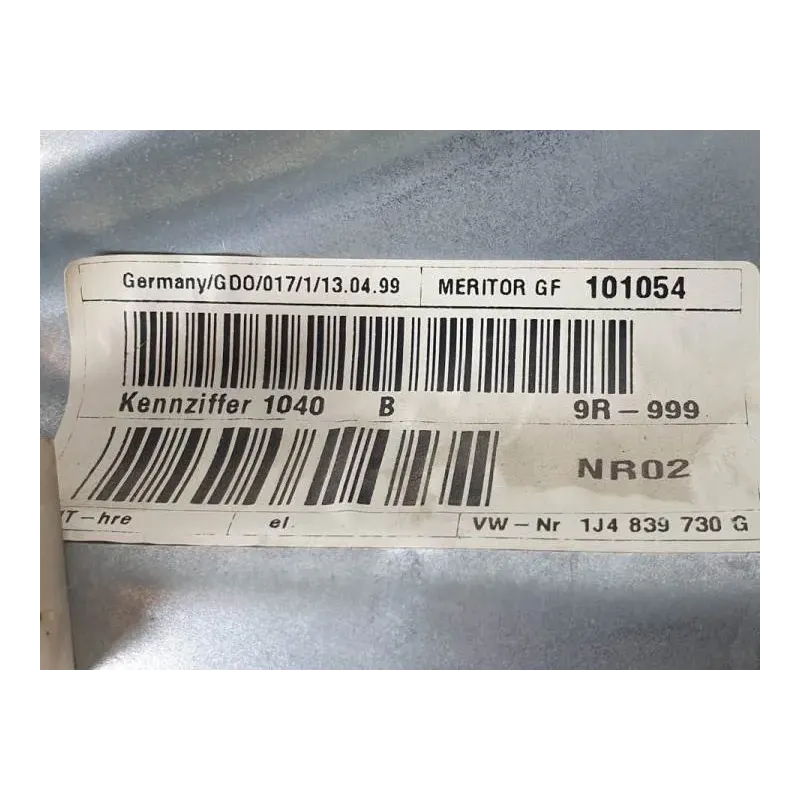 Germany/GDO/017/1/13.04.99 MERITOR GF 101054
Kennziffer 1040 B 9R-999
NR02
T-hre el. VW-Nr 1J4 839 730 G